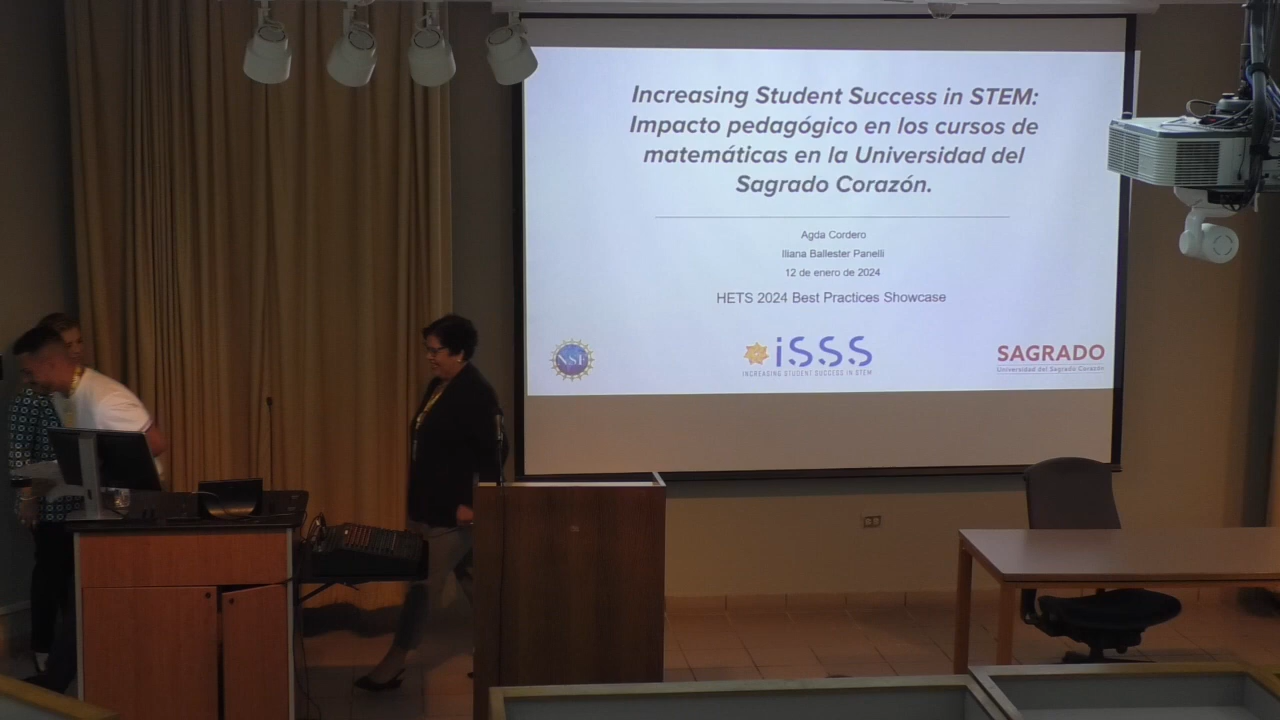 Increasing Student Success in STEM:
Impacto pedagógico en los cursos de
matemáticas en la Universidad del
Sagrado Corazón.
Agda Cordero
Iliana Ballester Panelli
12 de enero de 2024
HETS 2024 Best Practices Showcase
NSF
iSSS
INCREASING STUDENT SUCCESS IN STEM
SAGRADO
Universidad del Sagrado Corazón